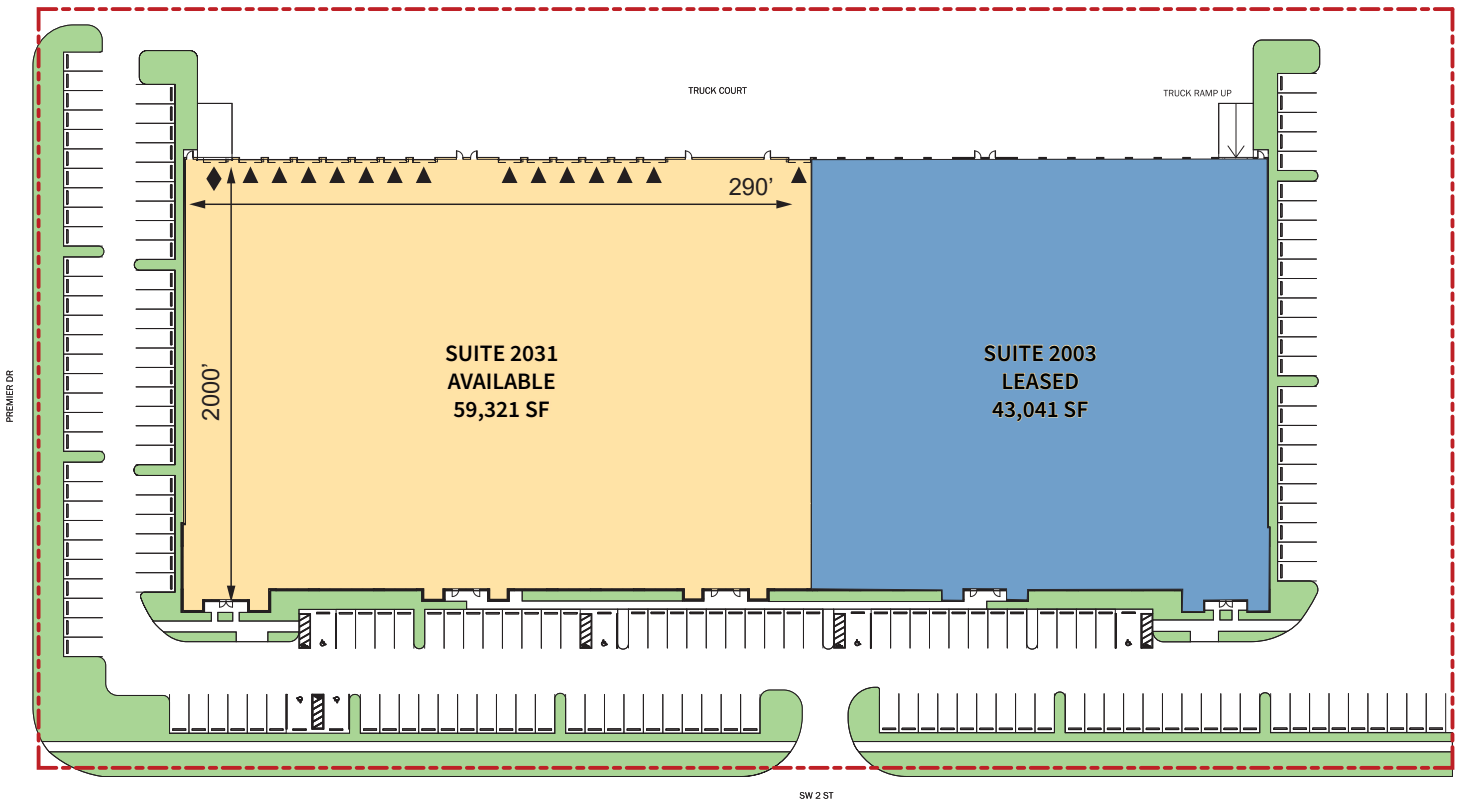 TRUCK COURT
TRUCK RAMP UP
290’
2000’
SUITE 2031
AVAILABLE
59,321 SF
SUITE 2003
LEASED
43,041 SF
PREMIER DR
SW 2 ST